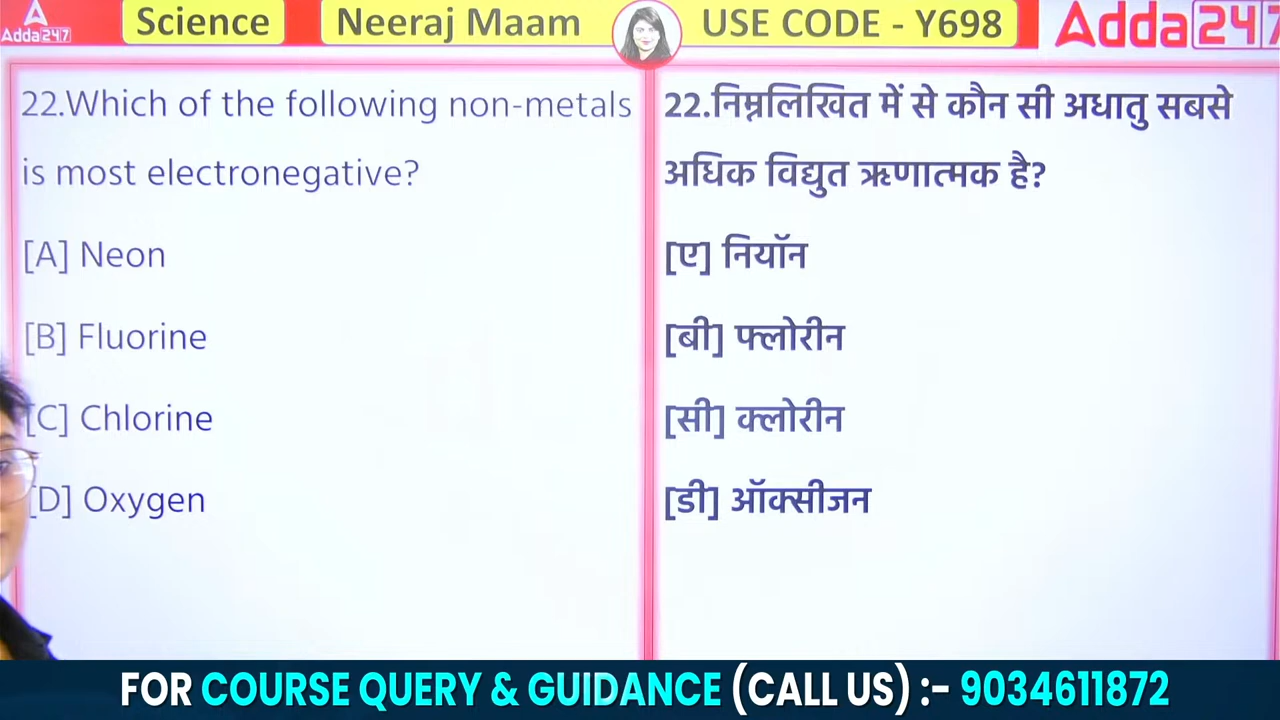 Adda247
Science
Neeraj Maam
USE CODE - Y698
Adda247
22.Which of the following non-metals
is most electronegative?
[A] Neon
[B] Fluorine
[C] Chlorine
[D] Oxygen
22.निम्नलिखित में से कौन सी अधातु सबसे
अधिक विद्युत ऋणात्मक है?
[ए] नियॉन
[बी] फ्लोरीन
[सी] क्लोरीन
[डी] ऑक्सीजन
FOR COURSE QUERY & GUIDANCE (CALL US) :- 9034611872